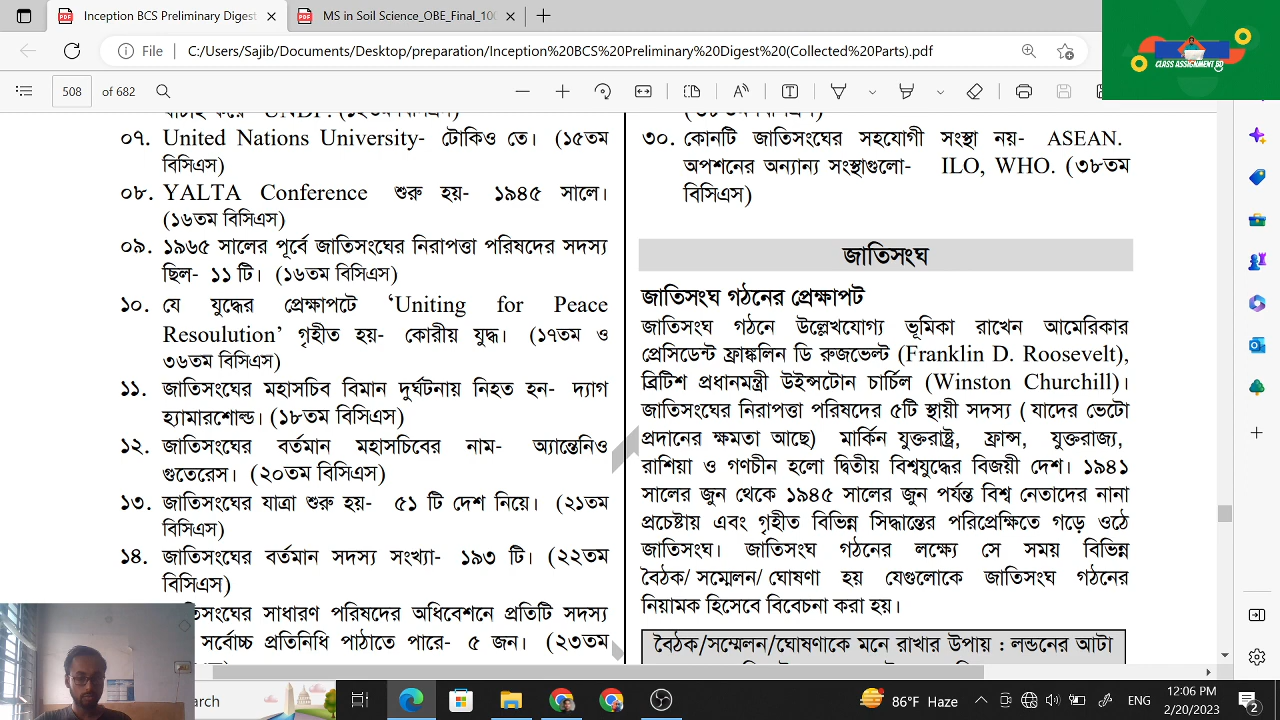 Inception BCS Preliminary Digest
MS in Soil Science_OBE_Final_100
File
C:/Users/Sajib/Documents/Desktop/preparation/Inception%20BCS%20Preliminary%20Digest%20(Collected%20Parts).pdf
CLASS ASSIGNMENT BD
508 of 682
০৭. United Nations University- টোকিও তে। (১৫তম
বিসিএস)
০৮. YALTA Conference শুরু হয়- ১৯৪৫ সালে।
(১৬তম বিসিএস)
০৯. ১৯৬৫ সালের পূর্বে জাতিসংঘের নিরাপত্তা পরিষদের সদস্য
ছিল- ১১ টি। (১৬তম বিসিএস)
১০. যে যুদ্ধের প্রেক্ষাপটে ‘Uniting for Peace
Resoulution’ গৃহীত হয়- কোরীয় যুদ্ধ। (১৭তম ও
৩৬তম বিসিএস)
১১. জাতিসংঘের মহাসচিব বিমান দুর্ঘটনায় নিহত হন- দ্যাগ
হ্যামারশোল্ড। (১৮তম বিসিএস)
১২. জাতিসংঘের বর্তমান মহাসচিবের নাম- অ্যান্তেনিও
গুতেরেস। (২০তম বিসিএস)
১৩. জাতিসংঘের যাত্রা শুরু হয়- ৫১ টি দেশ নিয়ে। (২১তম
বিসিএস)
১৪. জাতিসংঘের বর্তমান সদস্য সংখ্যা- ১৯৩ টি। (২২তম
বিসিএস)
সাধারণ পরিষদের অধিবেশনে প্রতিটি সদস্য
সর্বোচ্চ প্রতিনিধি পাঠাতে পারে- ৫ জন। (২৩তম
৩০. কোনটি জাতিসংঘের সহযোগী সংস্থা নয়- ASEAN.
অপশনের অন্যান্য সংস্থাগুলো- ILO, WHO. (৩৮তম
বিসিএস)
জাতিসংঘ
জাতিসংঘ গঠনের প্রেক্ষাপট
জাতিসংঘ গঠনে উল্লেখযোগ্য ভূমিকা রাখেন আমেরিকার
প্রেসিডেন্ট ফ্রাঙ্কলিন ডি রুজভেল্ট (Franklin D. Roosevelt),
ব্রিটিশ প্রধানমন্ত্রী উইন্সটোন চার্চিল (Winston Churchill)।
জাতিসংঘের নিরাপত্তা পরিষদের ৫টি স্থায়ী সদস্য (যাদের ভেটো
প্রদানের ক্ষমতা আছে) মার্কিন যুক্তরাষ্ট্র, ফ্রান্স, যুক্তরাজ্য,
রাশিয়া ও গণচীন হলো দ্বিতীয় বিশ্বযুদ্ধের বিজয়ী দেশ। ১৯৪১
সালের জুন থেকে ১৯৪৫ সালের জুন পর্যন্ত বিশ্ব নেতাদের নানা
প্রচেষ্টায় এবং গৃহীত বিভিন্ন সিদ্ধান্তের পরিপ্রেক্ষিতে গড়ে ওঠে
জাতিসংঘ। জাতিসংঘ গঠনের লক্ষ্যে সে সময় বিভিন্ন
বৈঠক/ সম্মেলন/ ঘোষণা হয় যেগুলোকে জাতিসংঘ গঠনের
নিয়ামক হিসেবে বিবেচনা করা হয়।
বৈঠক/সম্মেলন/ঘোষণাকে মনে রাখার উপায় : লন্ডনের আটা
86°F Haze
ENG
12:06 PM
2/20/2023
2